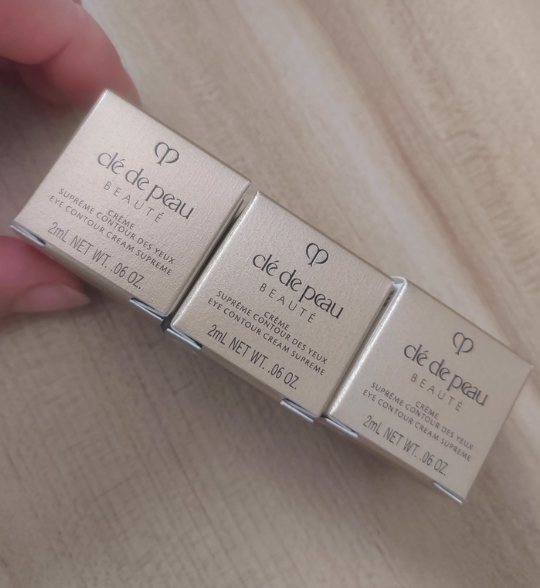 clé de peau
BEAUTÉ
CRÈME
SUPRÊME CONTOUR DES YEUX
EYE CONTOUR CREAM SUPREME
2mL NET WT. .06 OZ.
clé de peau
BEAUTÉ
CRÈME
SUPRÊME CONTOUR DES YEUX
EYE CONTOUR CREAM SUPREME
2mL NET WT. .06 OZ.
clé de peau
BEAUTÉ
CRÈME
SUPRÊME CONTOUR DES YEUX
EYE CONTOUR CREAM SUPREME
2mL NET WT. .06 OZ.